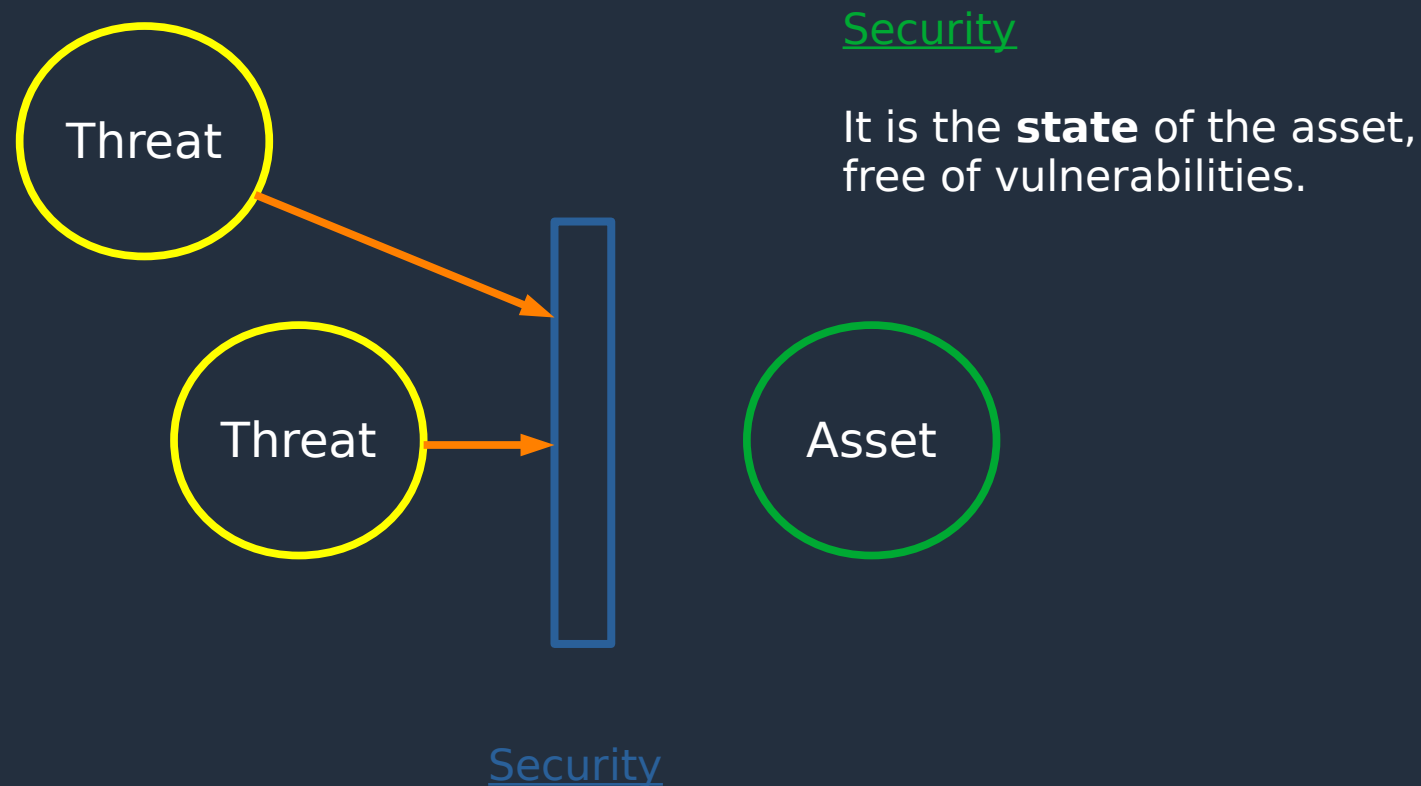 Security
Threat
It is the state of the asset,
free of vulnerabilities.
Threat
Asset
Security